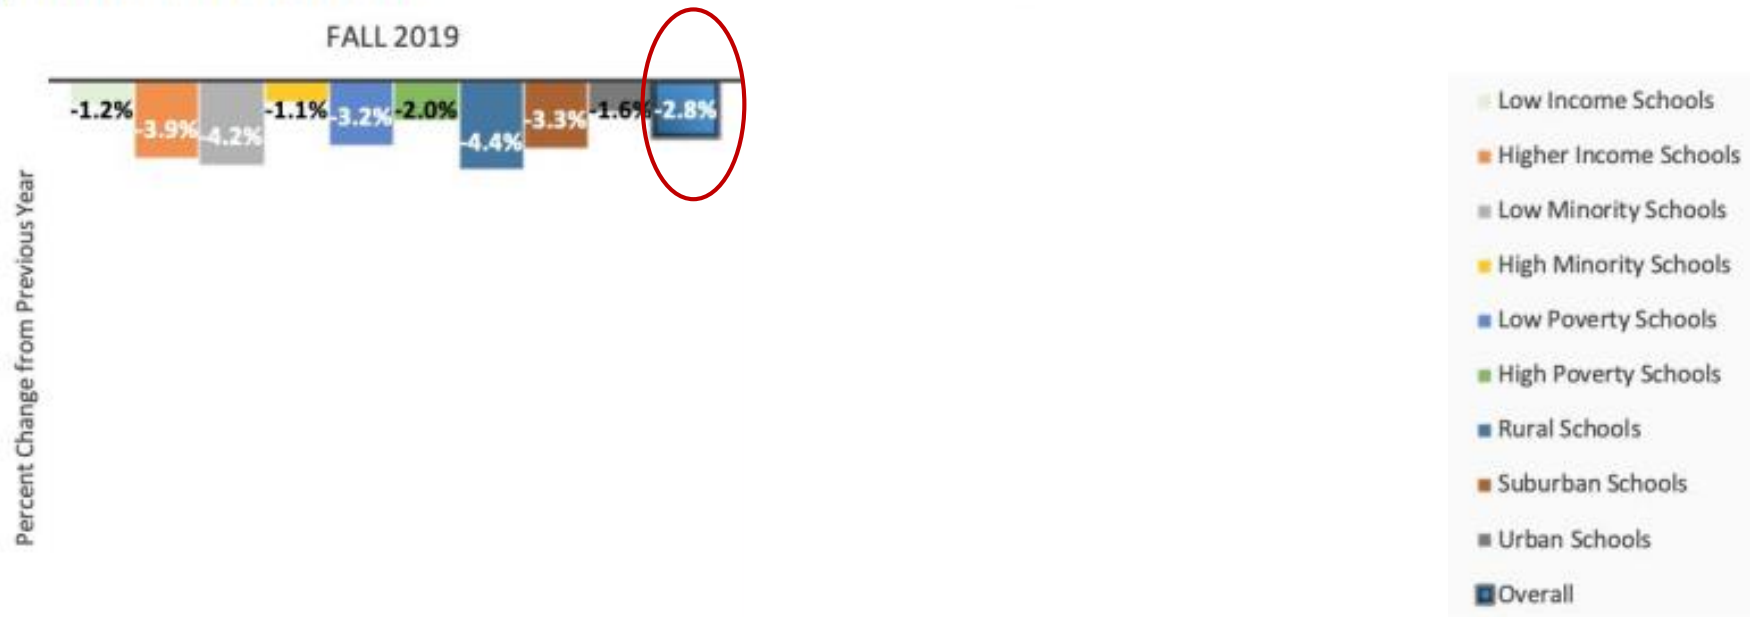 FALL 2019
-1.2%
-3.9%
-4.2%
-1.1%
-3.2%
-2.0%
-4.4%
-3.3%
-1.6%
-2.8%
Percent Change from Previous Year
Low Income Schools
Higher Income Schools
Low Minority Schools
High Minority Schools
Low Poverty Schools
High Poverty Schools
Rural Schools
Suburban Schools
Urban Schools
Overall